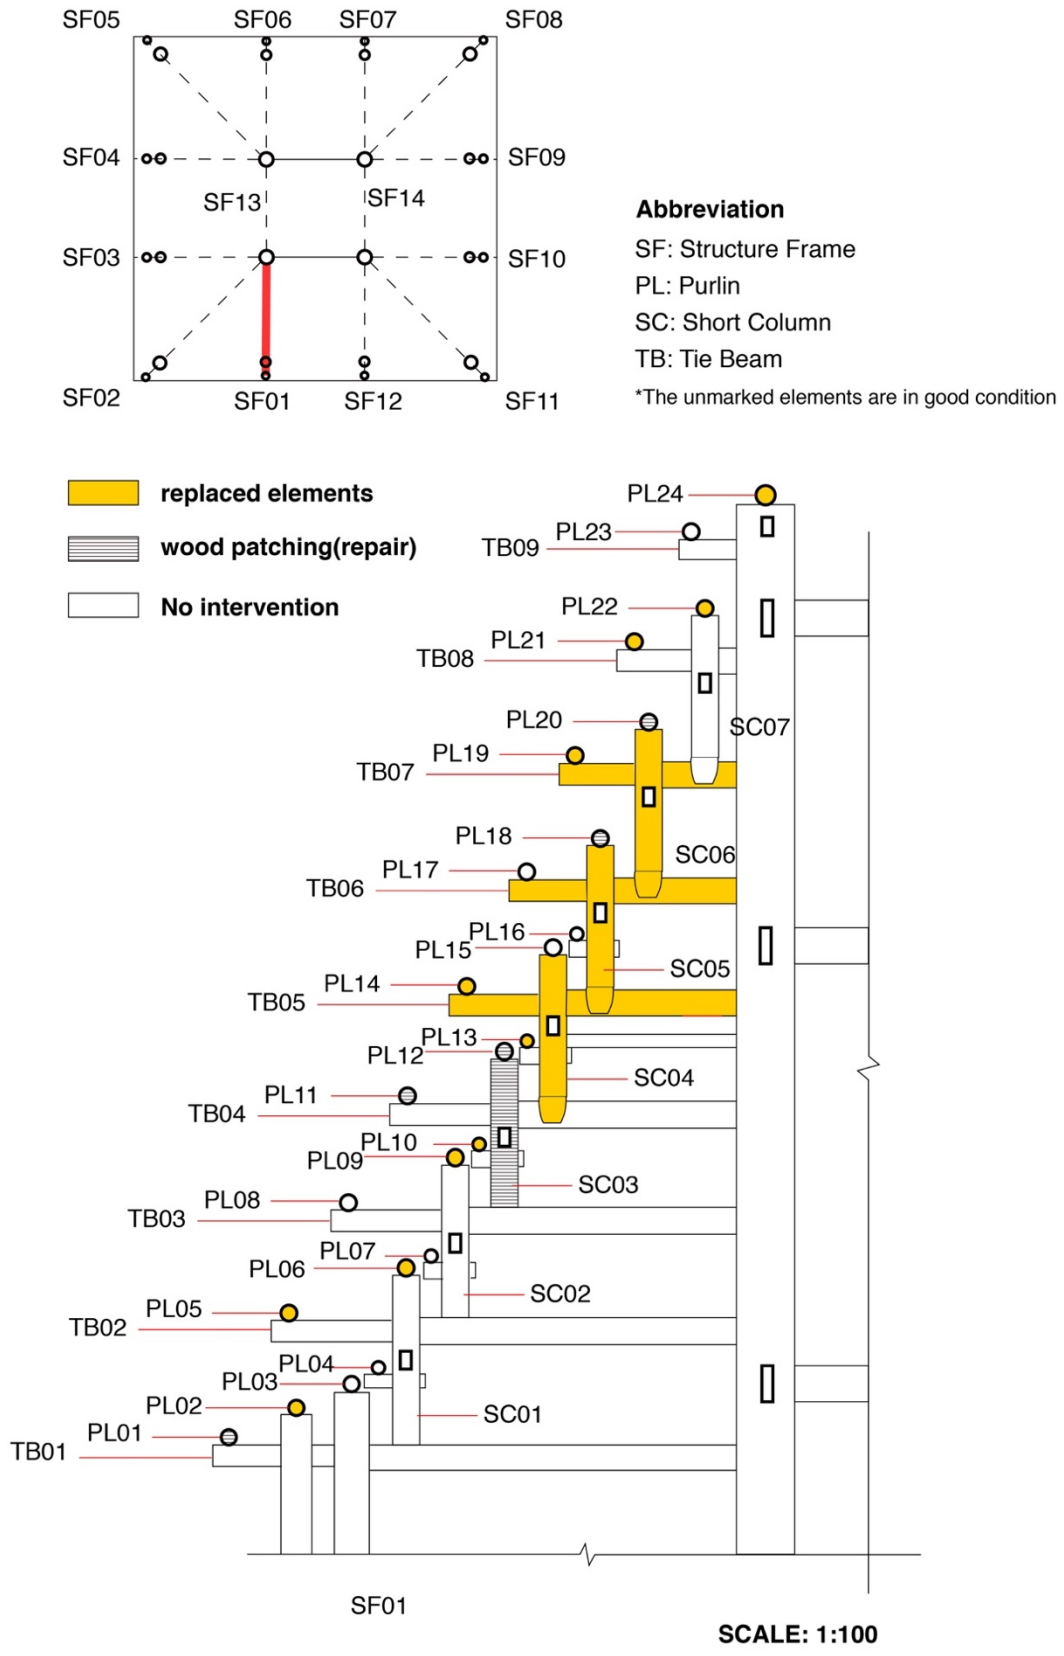 SF05 SF06 SF07 SF08
SF04 SF09
SF13 SF14
SF03 SF10
SF02 SF01 SF12 SF11
Abbreviation
SF: Structure Frame
PL: Purlin
SC: Short Column
TB: Tie Beam
*The unmarked elements are in good condition
replaced elements
wood patching(repair)
No intervention
PL24
PL23
TB09
PL22
PL21
TB08
PL20
SC07
PL19
TB07
PL18
SC06
PL17
TB06
PL16
PL15
SC05
PL14
TB05
PL13
PL12
SC04
PL11
TB04
PL10
PL09
SC03
PL08
TB03
PL07
PL06
SC02
PL05
TB02
PL04
PL03
PL02
SC01
PL01
TB01
SF01
SCALE: 1:100